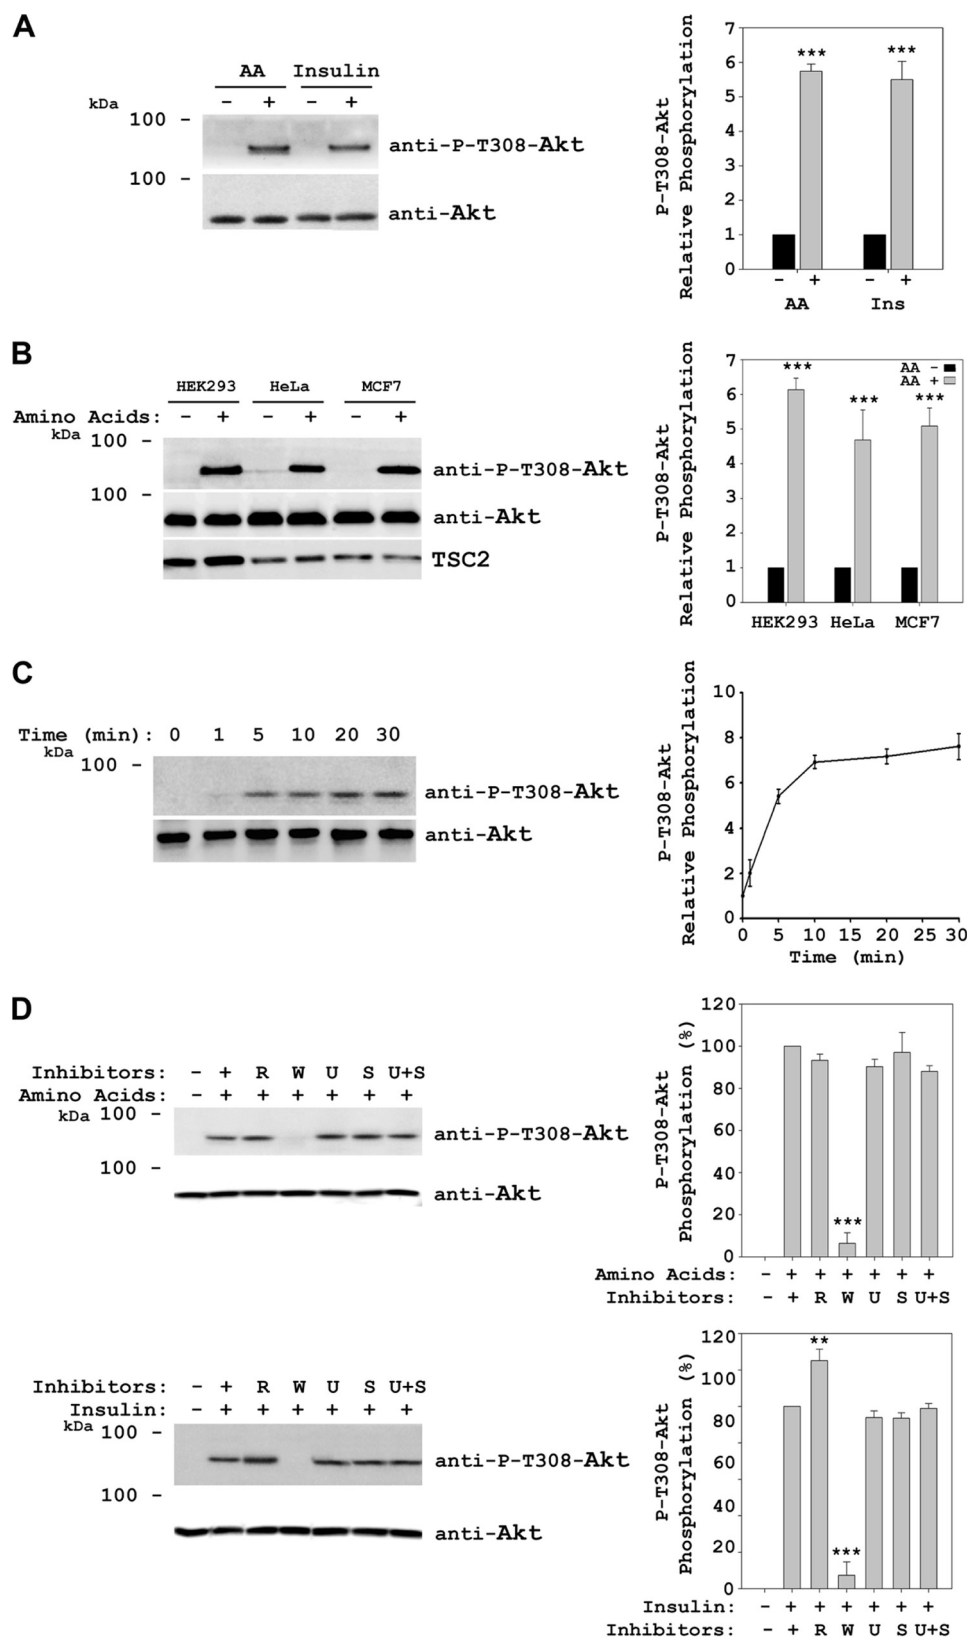 A
AA Insulin
kDa - + - +
100 -
anti-P-T308-Akt
100 -
anti-Akt
P-T308-Akt
Relative Phosphorylation
7
6
5
4
3
2
1
0
*** ***
- + - +
AA Ins
B
HEK293 HeLa MCF7
Amino Acids: - + - + - +
kDa 100 -
anti-P-T308-Akt
100 -
anti-Akt
TSC2
P-T308-Akt
Relative Phosphorylation
7
6
5
4
3
2
1
0
AA -
AA +
*** *** ***
HEK293 HeLa MCF7
C
Time (min): 0 1 5 10 20 30
kDa 100 -
anti-P-T308-Akt
anti-Akt
P-T308-Akt
Relative Phosphorylation
10
8
6
4
2
0
0 5 10 15 20 25 30
Time (min)
D
Inhibitors: - + R W U S U+S
Amino Acids: - + + + + + +
kDa 100 -
anti-P-T308-Akt
100 -
anti-Akt
P-T308-Akt
Phosphorylation (%)
120
100
80
60
40
20
0
***
Amino Acids: - + + + + + +
Inhibitors: - + R W U S U+S
Inhibitors: - + R W U S U+S
Insulin: - + + + + + +
kDa 100 -
anti-P-T308-Akt
100 -
anti-Akt
P-T308-Akt
Phosphorylation (%)
120
100
80
60
40
20
0
**
***
Insulin: - + + + + + +
Inhibitors: - + R W U S U+S